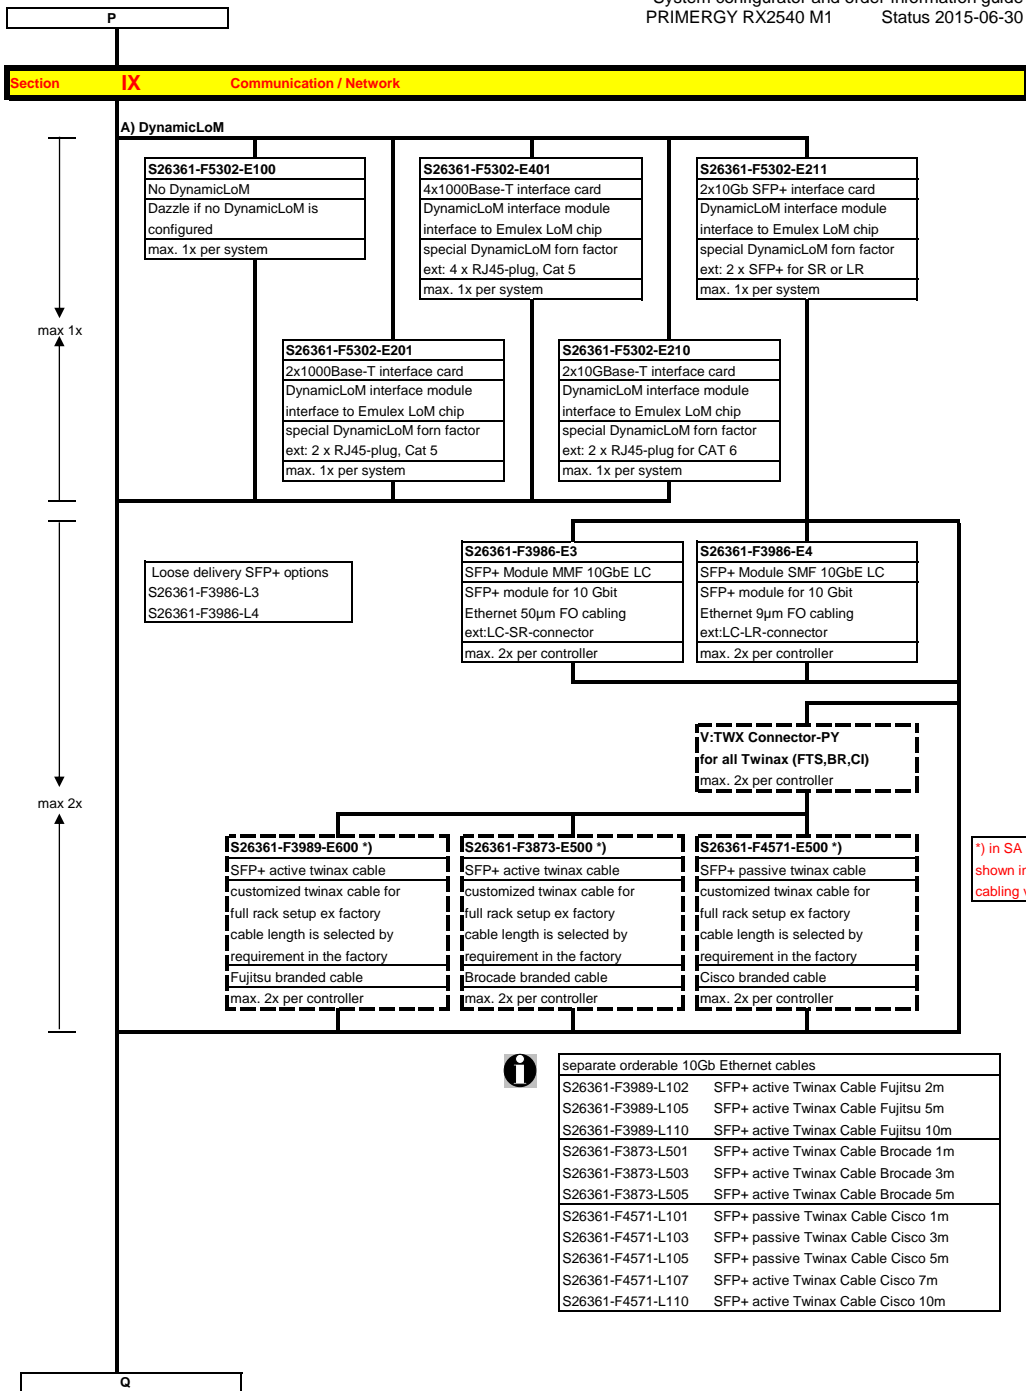 System configurator and order information guide
PRIMERGY RX2540 M1 Status 2015-06-30
P
Section IX Communication / Network
A) DynamicLoM
S26361-F5302-E100
No DynamicLoM
Dazzle if no DynamicLoM is
configured
max. 1x per system
S26361-F5302-E401
4x1000Base-T interface card
DynamicLoM interface module
interface to Emulex LoM chip
special DynamicLoM forn factor
ext: 4 x RJ45-plug, Cat 5
max. 1x per system
S26361-F5302-E211
2x10Gb SFP+ interface card
DynamicLoM interface module
interface to Emulex LoM chip
special DynamicLoM forn factor
ext: 2 x SFP+ for SR or LR
max. 1x per system
max 1x
S26361-F5302-E201
2x1000Base-T interface card
DynamicLoM interface module
interface to Emulex LoM chip
special DynamicLoM forn factor
ext: 2 x RJ45-plug, Cat 5
max. 1x per system
S26361-F5302-E210
2x10GBase-T interface card
DynamicLoM interface module
interface to Emulex LoM chip
special DynamicLoM forn factor
ext: 2 x RJ45-plug for CAT 6
max. 1x per system
Loose delivery SFP+ options
S26361-F3986-L3
S26361-F3986-L4
S26361-F3986-E3
SFP+ Module MMF 10GbE LC
SFP+ module for 10 Gbit
Ethernet 50µm FO cabling
ext:LC-SR-connector
max. 2x per controller
S26361-F3986-E4
SFP+ Module SMF 10GbE LC
SFP+ module for 10 Gbit
Ethernet 9µm FO cabling
ext:LC-LR-connector
max. 2x per controller
V:TWX Connector-PY
for all Twinax (FTS,BR,CI)
max. 2x per controller
max 2x
S26361-F3989-E600 *)
SFP+ active twinax cable
customized twinax cable for
full rack setup ex factory
cable length is selected by
requirement in the factory
Fujitsu branded cable
max. 2x per controller
S26361-F3873-E500 *)
SFP+ active twinax cable
customized twinax cable for
full rack setup ex factory
cable length is selected by
requirement in the factory
Brocade branded cable
max. 2x per controller
S26361-F4571-E500 *)
SFP+ passive twinax cable
customized twinax cable for
full rack setup ex factory
cable length is selected by
requirement in the factory
Cisco branded cable
max. 2x per controller
*) in SA
shown
cabling
separate orderable 10Gb Ethernet cables
S26361-F3989-L102 SFP+ active Twinax Cable Fujitsu 2m
S26361-F3989-L105 SFP+ active Twinax Cable Fujitsu 5m
S26361-F3989-L110 SFP+ active Twinax Cable Fujitsu 10m
S26361-F3873-L501 SFP+ active Twinax Cable Brocade 1m
S26361-F3873-L503 SFP+ active Twinax Cable Brocade 3m
S26361-F3873-L505 SFP+ active Twinax Cable Brocade 5m
S26361-F4571-L101 SFP+ passive Twinax Cable Cisco 1m
S26361-F4571-L103 SFP+ passive Twinax Cable Cisco 3m
S26361-F4571-L105 SFP+ passive Twinax Cable Cisco 5m
S26361-F4571-L107 SFP+ active Twinax Cable Cisco 7m
S26361-F4571-L110 SFP+ active Twinax Cable Cisco 10m
Q